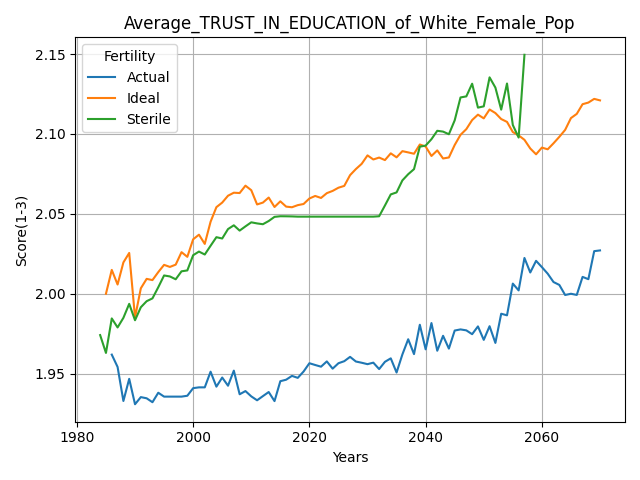 Average_TRUST_IN_EDUCATION_of_White_Female_Pop
Fertility
Actual
Ideal
Sterile
Score(1-3)
2.15
2.10
2.05
2.00
1.95
1980
2000
2020
2040
2060
Years